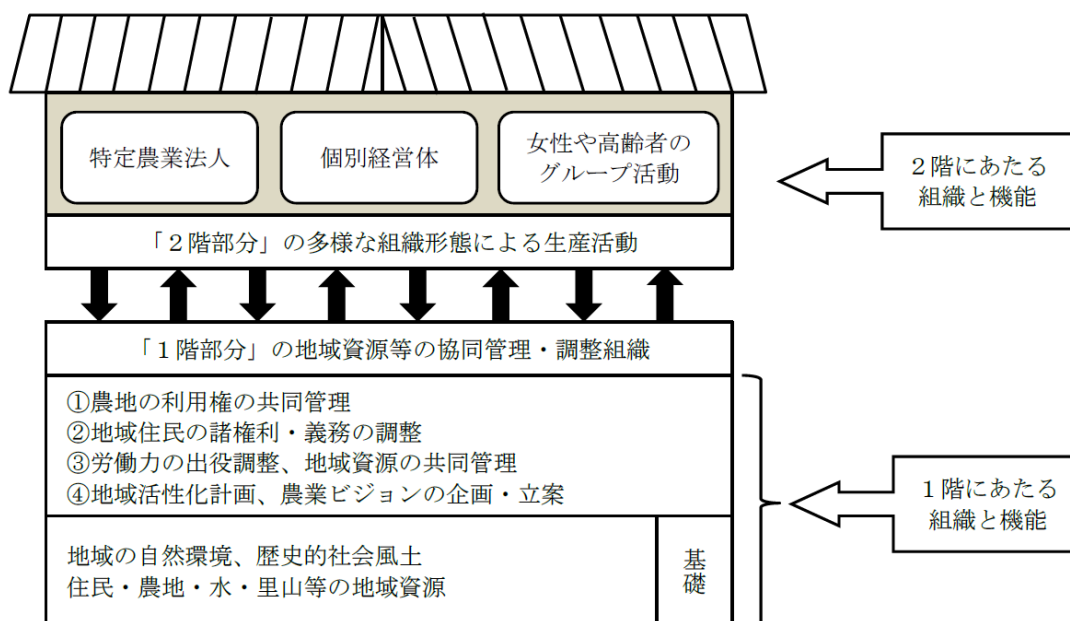 特定農業法人
個別経営体
女性や高齢者の
グループ活動
２階にあたる
組織と機能
「２階部分」の多様な組織形態による生産活動
「１階部分」の地域資源等の協同管理・調整組織
①農地の利用権の共同管理
②地域住民の諸権利・義務の調整
③労働力の出役調整、地域資源の共同管理
④地域活性化計画、農業ビジョンの企画・立案
１階にあたる
組織と機能
地域の自然環境、歴史的社会風土
住民・農地・水・里山等の地域資源
基礎